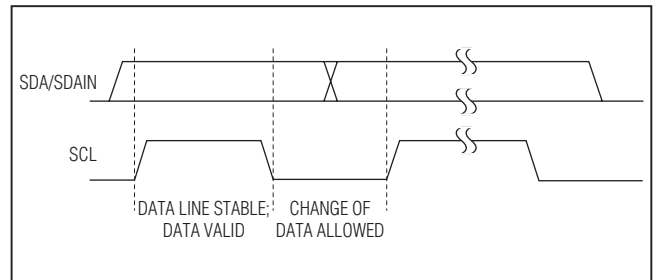 SDA/SDAIN
SCL
DATA LINE STABLE;
DATA VALID
CHANGE OF
DATA ALLOWED